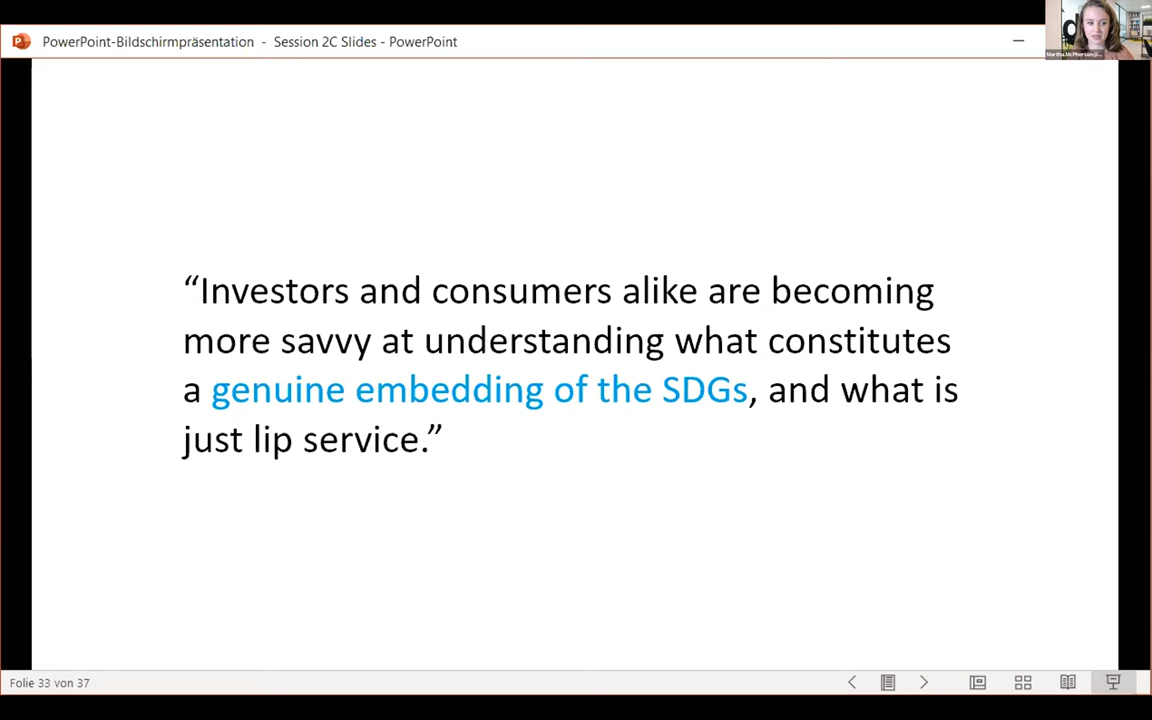 PowerPoint-Bildschirmpräsentation - Session 2C Slides - PowerPoint
“Investors and consumers alike are becoming
more savvy at understanding what constitutes
a genuine embedding of the SDGs, and what is
just lip service.”
Folie 33 von 37